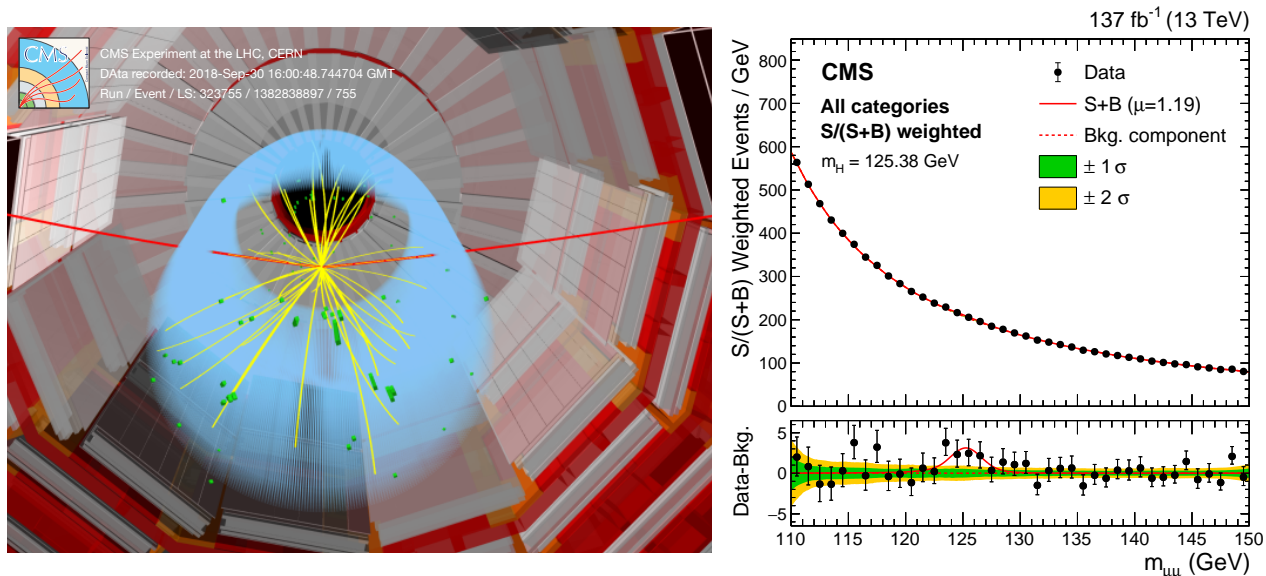 CMS
CMS Experiment at the LHC, CERN
DAta recorded: 2018-Sep-30 16:00:48.744704 GMT
Run / Event / LS: 323755 / 1382838897 / 755
137 fb⁻¹ (13 TeV)
CMS
All categories
S/(S+B) weighted
m_H = 125.38 GeV
Data
S+B (μ=1.19)
Bkg. component
± 1 σ
± 2 σ
S/(S+B) Weighted Events / GeV
800
700
600
500
400
300
200
100
0
Data-Bkg.
5
0
−5
110 115 120 125 130 135 140 145 150
m_μμ (GeV)